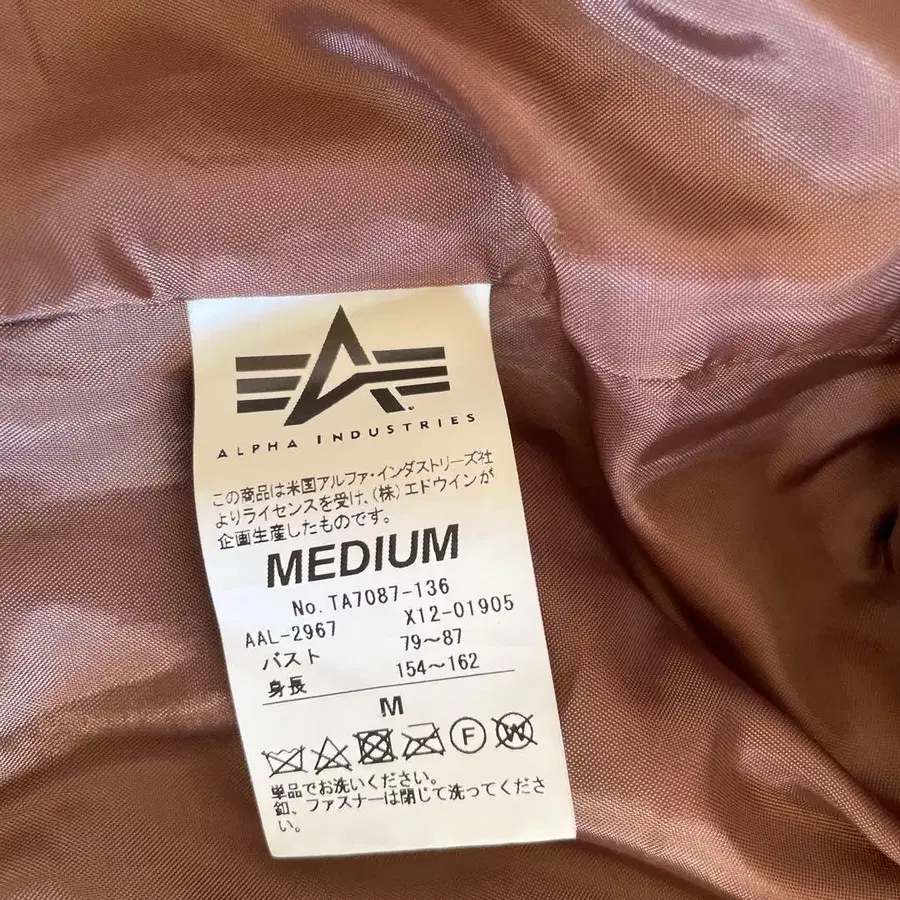 ALPHA INDUSTRIES
この商品は米国アルファ・インダストリーズ社
よりライセンスを受け、(株)エドウインが
企画生産したものです。
MEDIUM
No. TA7087-136
AAL-2967 X12-01905
バスト 79～87
身長 154～162
M
F W
単品でお洗いください。
釦、ファスナーは閉じて洗ってくださ
い。